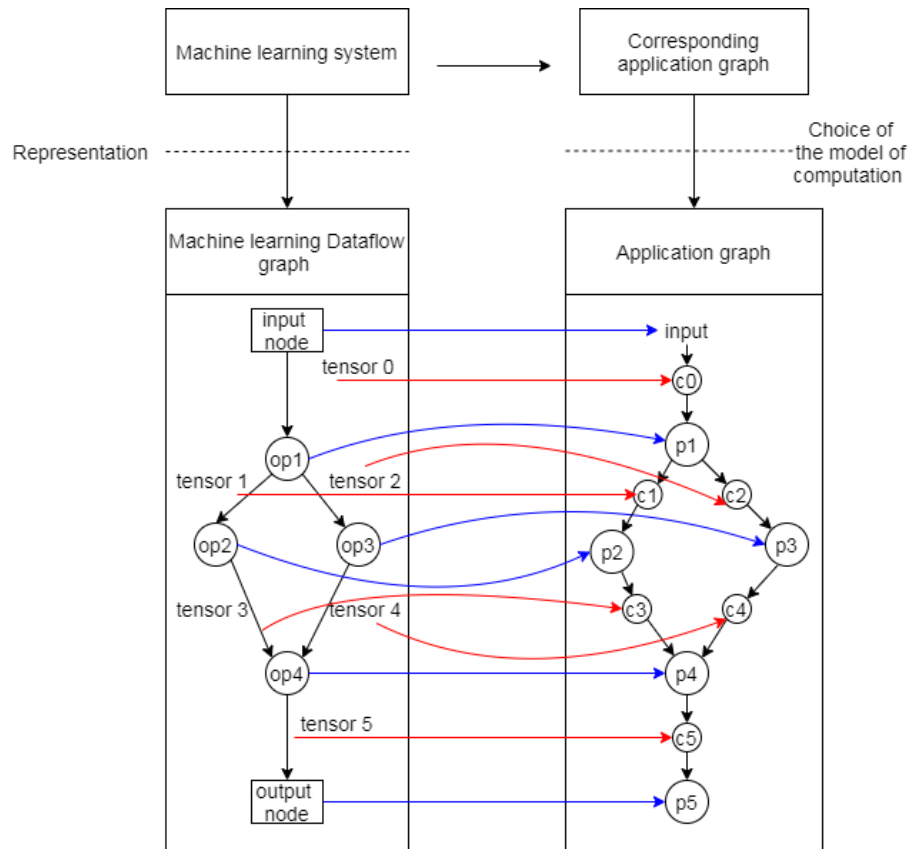 Machine learning system
Corresponding
application graph
Representation
Choice of
the model of
computation
Machine learning Dataflow
graph
Application graph
input
node
input
tensor 0
c0
op1
p1
tensor 1
tensor 2
c1
c2
op2
op3
p2
p3
tensor 3
tensor 4
c3
c4
op4
p4
tensor 5
c5
output
node
p5